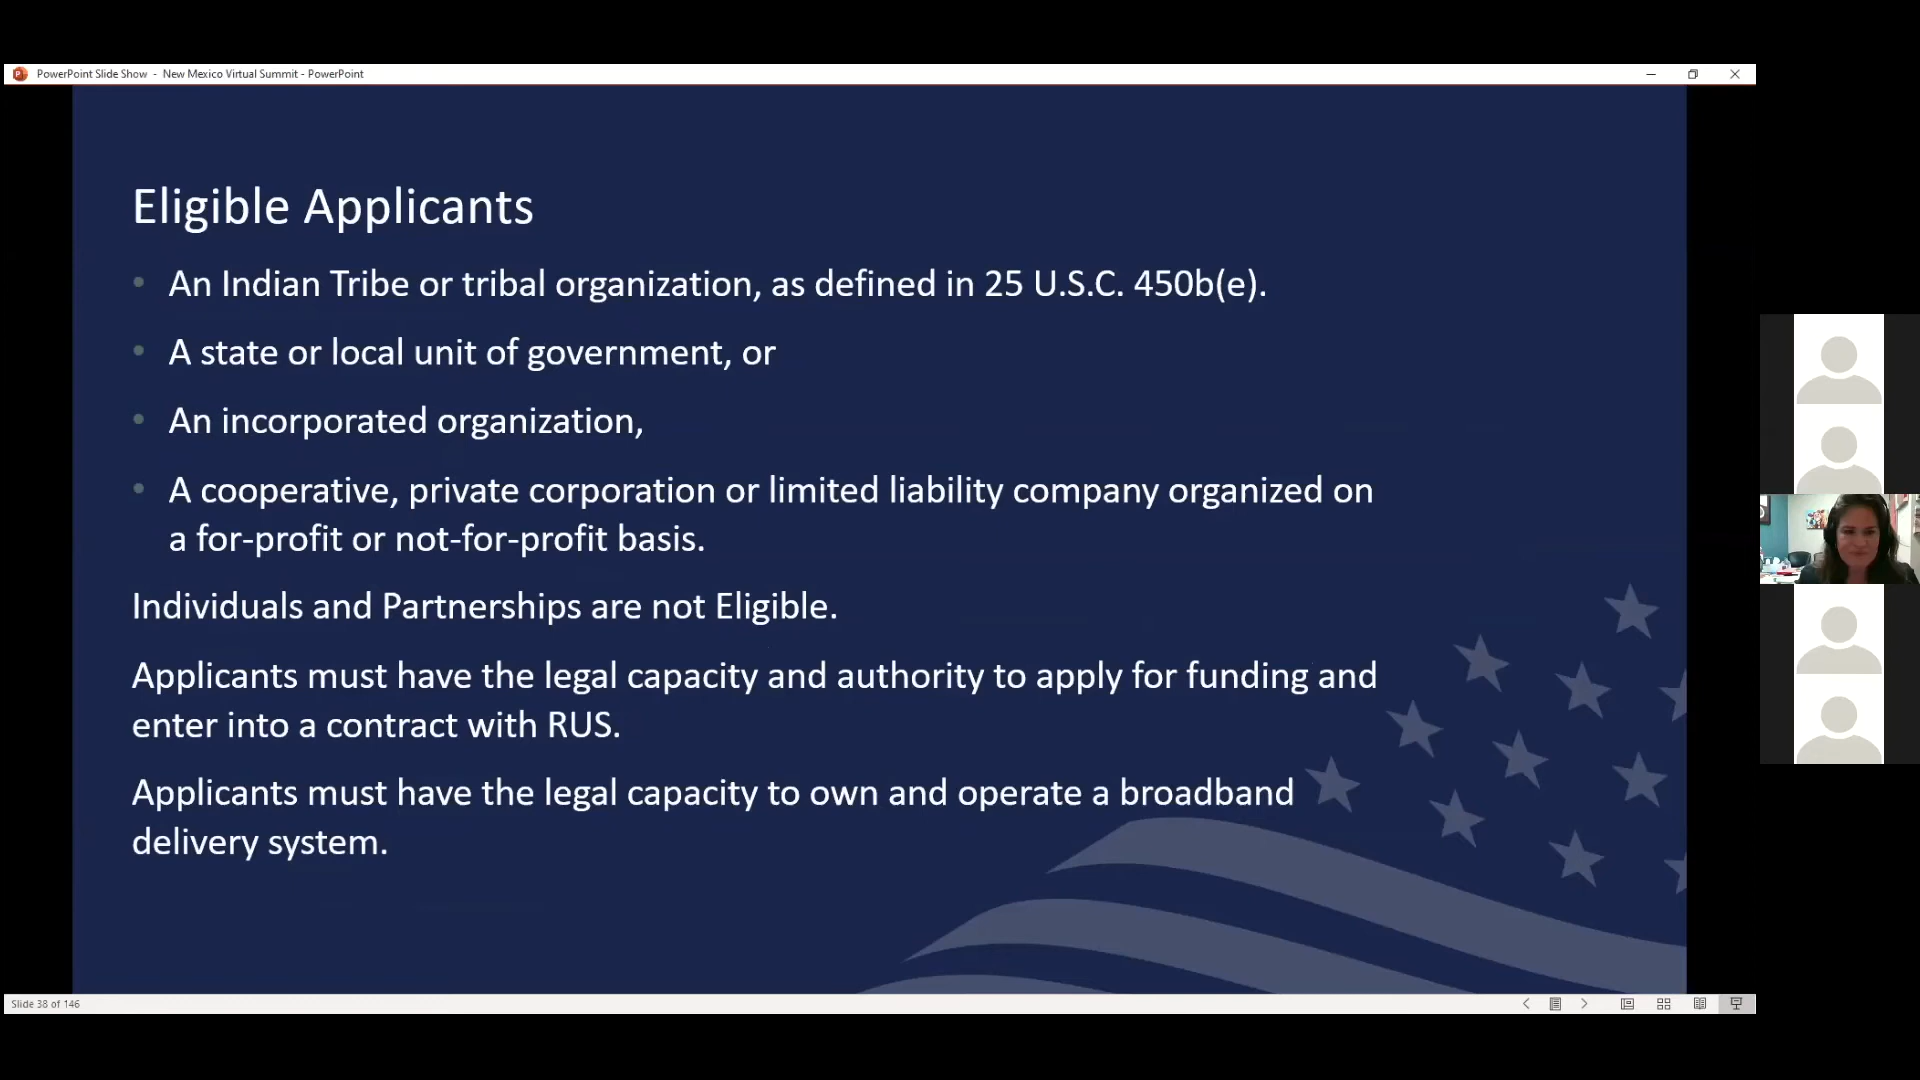 PowerPoint Slide Show - New Mexico Virtual Summit - PowerPoint
Eligible Applicants
• An Indian Tribe or tribal organization, as defined in 25 U.S.C. 450b(e).
• A state or local unit of government, or
• An incorporated organization,
• A cooperative, private corporation or limited liability company organized on
a for-profit or not-for-profit basis.
Individuals and Partnerships are not Eligible.
Applicants must have the legal capacity and authority to apply for funding and
enter into a contract with RUS.
Applicants must have the legal capacity to own and operate a broadband
delivery system.
Slide 38 of 146